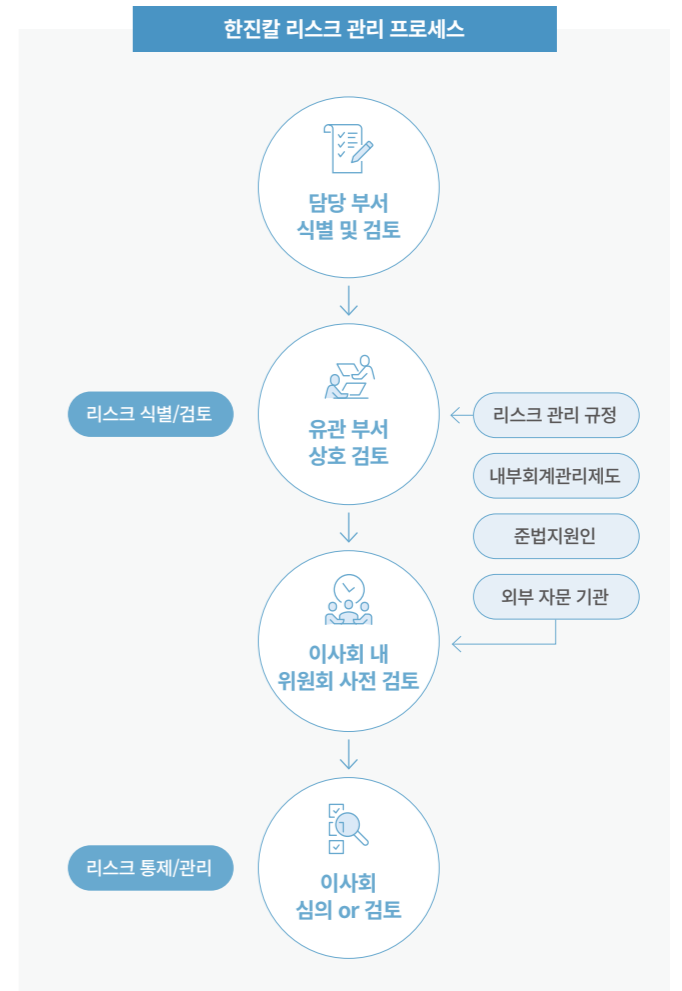 한진칼 리스크 관리 프로세스
담당 부서
식별 및 검토
리스크 식별/검토
유관 부서
상호 검토
리스크 관리 규정
내부회계관리제도
준법지원인
외부 자문 기관
이사회 내
위원회 사전 검토
리스크 통제/관리
이사회
심의 or 검토